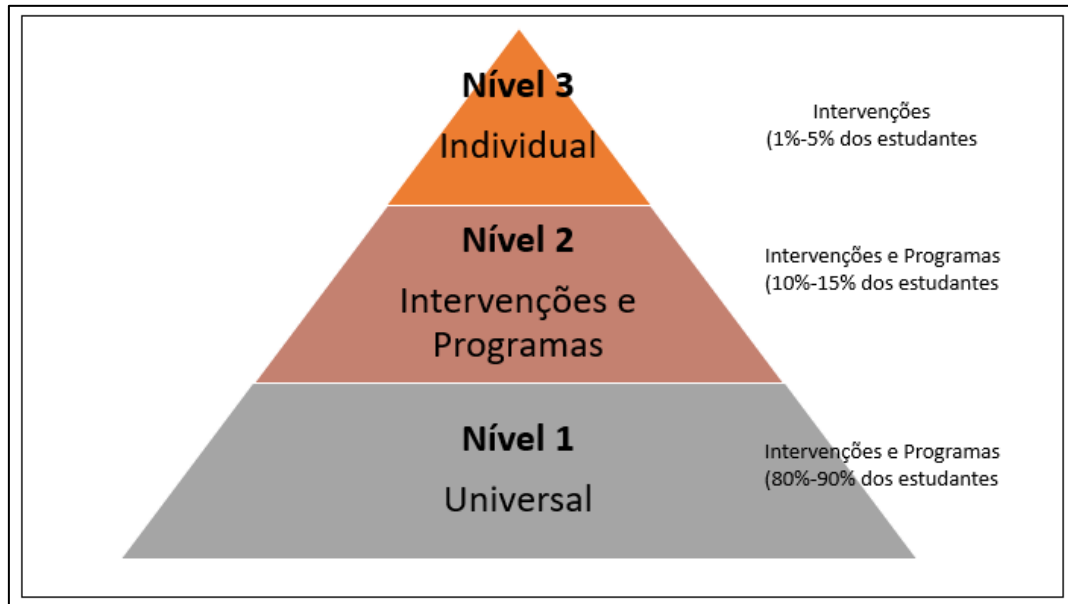 Nível 3
Individual
Intervenções
(1%-5% dos estudantes
Nível 2
Intervenções e
Programas
Intervenções e Programas
(10%-15% dos estudantes
Nível 1
Universal
Intervenções e Programas
(80%-90% dos estudantes